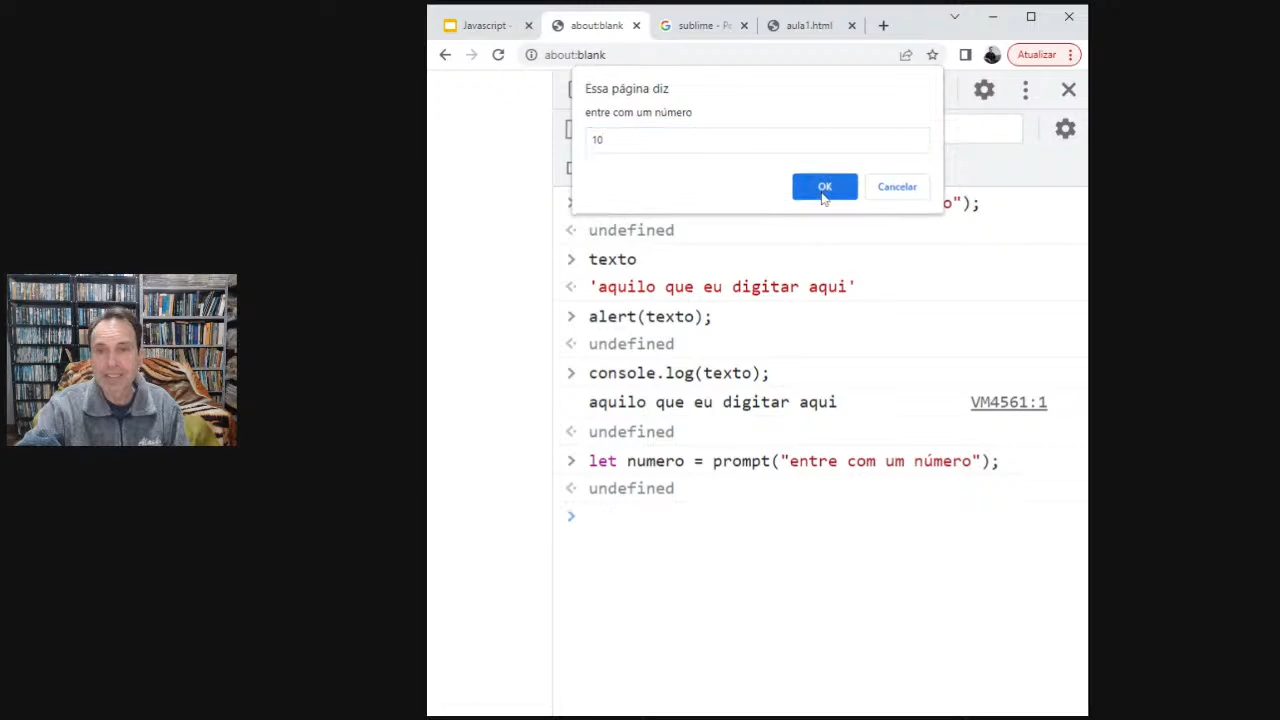 Javascript -
about:blank
sublime - Pe
aula1.html
about:blank
Atualizar
Essa página diz
entre com um número
10
OK
Cancelar
o");
undefined
texto
'aquilo que eu digitar aqui'
alert(texto);
undefined
console.log(texto);
aquilo que eu digitar aqui VM4561:1
undefined
let numero = prompt("entre com um número");
undefined